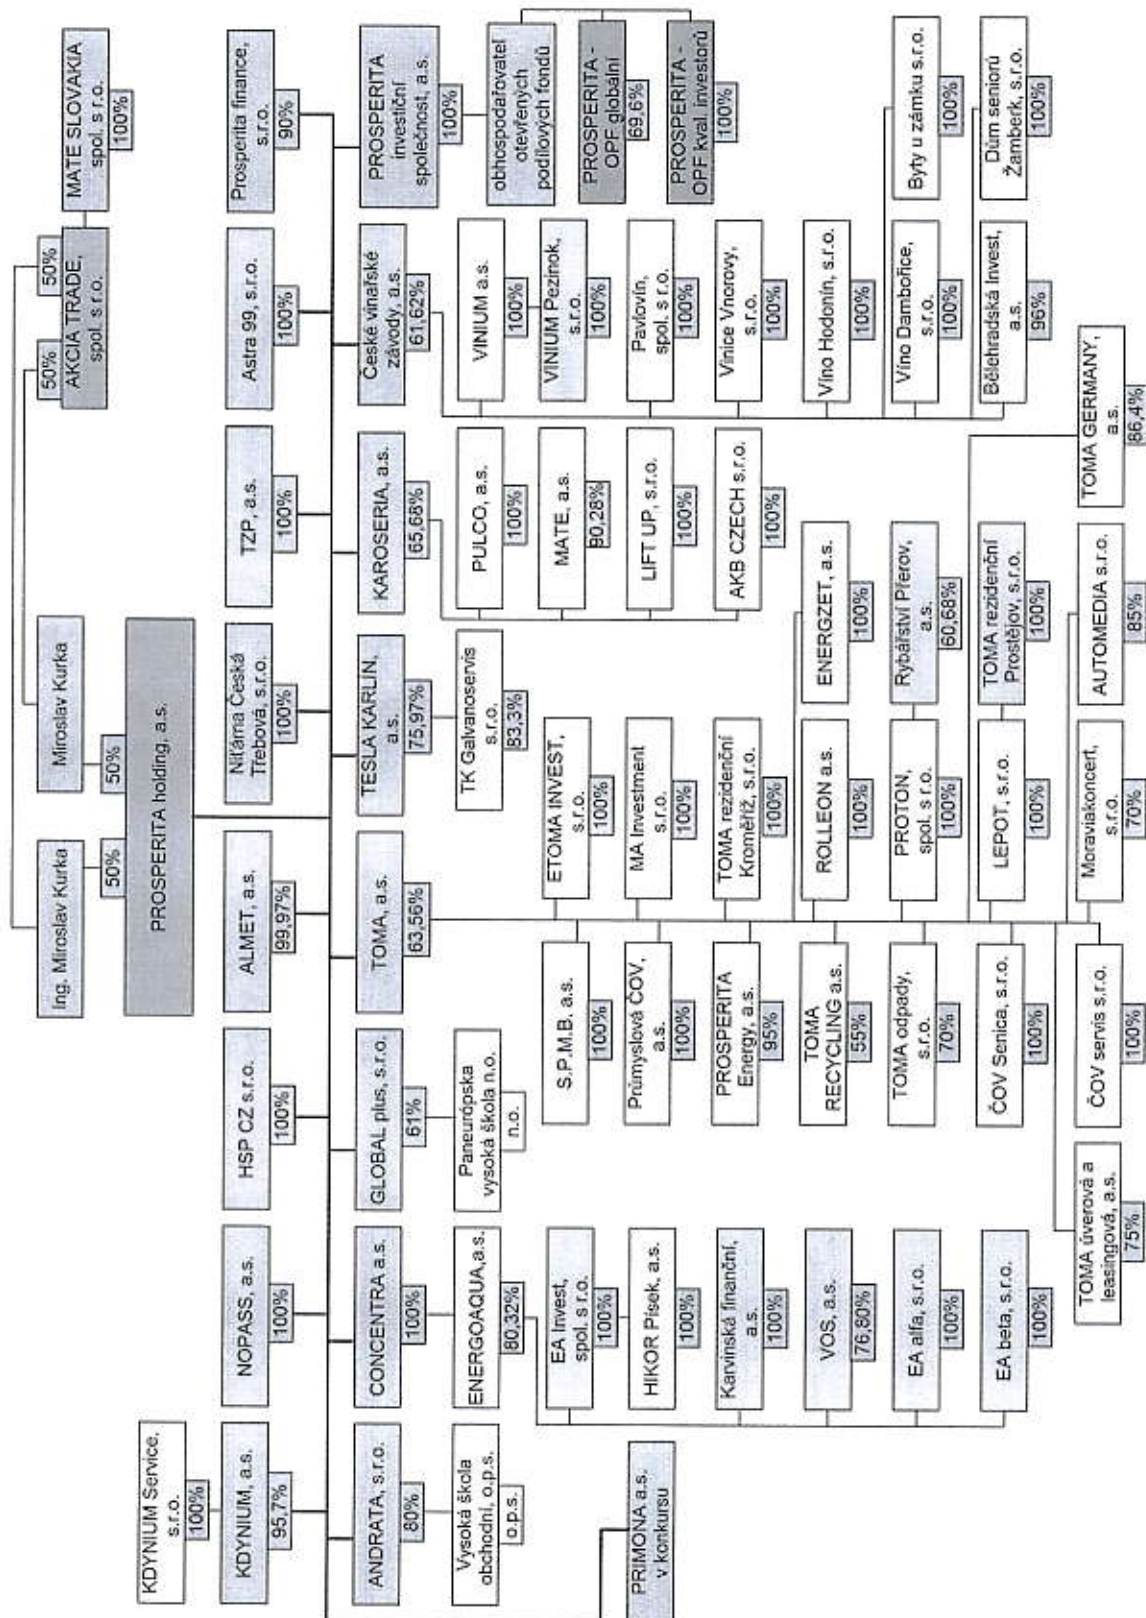 Ing. Miroslav Kurka
50%
Miroslav Kurka
50%
PROSPERITA holding, a.s.
50%
50%
AKCIA TRADE,
spol. s r.o.
MATE SLOVAKIA
spol. s r.o.
100%
KDYNIUM Service,
s.r.o.
100%
KDYNIUM, a.s.
95,7%
NOPASS, a.s.
100%
HSP CZ s.r.o.
100%
ALMET, a.s.
99,97%
Niťárna Česká
Třebová, s.r.o.
100%
TZP, a.s.
100%
Astra 99, s.r.o.
100%
Prosperita finance,
s.r.o.
90%
ANDRATA, s.r.o.
80%
CONCENTRA a.s.
100%
GLOBAL plus, s.r.o.
61%
TOMA, a.s.
63,56%
TESLA KARLIN,
a.s.
75,97%
KAROSERIA, a.s.
65,68%
České vinařské
závody, a.s.
61,62%
PROSPERITA
investiční
společnost, a.s.
100%
Vysoká škola
obchodní, o.p.s.
o.p.s.
PRIMONA a.s.
v konkursu
ENERGOAQUA,a.s.
80,32%
EA Invest,
spol. s r.o.
100%
HIKOR Písek, a.s.
100%
Karvinská finanční,
a.s.
100%
VOS, a.s.
76,80%
EA alfa, s.r.o.
100%
EA beta, s.r.o.
100%
Paneurópska
vysoká škola n.o.
n.o.
S.P.M.B. a.s.
100%
Průmyslová ČOV,
a.s.
100%
PROSPERITA
Energy, a.s.
95%
TOMA
RECYCLING a.s.
55%
TOMA odpady,
s.r.o.
70%
ČOV Senica, s.r.o.
100%
ČOV servis s.r.o.
100%
TOMA úverová a
leasingová, a.s.
75%
ETOMA INVEST,
s.r.o.
100%
MA Investment
s.r.o.
100%
TOMA rezidenční
Kroměříž, s.r.o.
100%
ROLLEON a.s.
100%
PROTON,
spol. s r.o.
100%
LEPOT, s.r.o.
100%
Moraviakoncert,
s.r.o.
70%
ENERGZET, a.s.
100%
Rybářství Přerov,
a.s.
60,68%
TOMA rezidenční
Prostějov, s.r.o.
100%
AUTOMEDIA s.r.o.
85%
TOMA GERMANY,
a.s.
86,4%
TK Galvanoservis
s.r.o.
83,3%
PULCO, a.s.
100%
MATE, a.s.
90,28%
LIFT UP, s.r.o.
100%
AKB CZECH s.r.o.
100%
VINIUM a.s.
100%
VINIUM Pezinok,
s.r.o.
100%
Pavlovín,
spol. s r.o.
100%
Vinice Vnorovy,
s.r.o.
100%
Víno Hodonín, s.r.o.
100%
Víno Dambořice,
s.r.o.
100%
Bělehradská Invest,
a.s.
96%
Byty u zámku s.r.o.
100%
Dům seniorů
Žamberk, s.r.o.
100%
obhospodařovatel
otevřených
podílových fondů
PROSPERITA -
OPF globální
69,6%
PROSPERITA -
OPF kval. investorů
100%